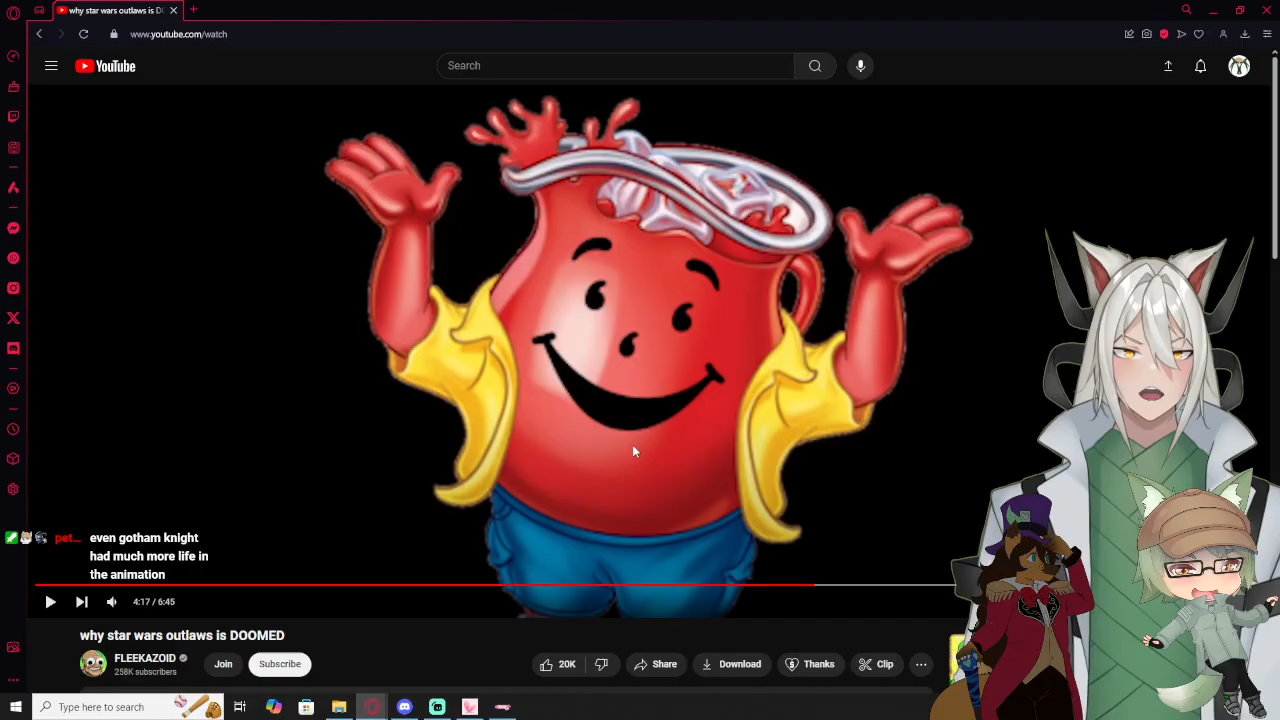 why star wars outlaws is DO
www.youtube.com/watch
YouTube
Search
pet...
even gotham knight
had much more life in
the animation
4:17 / 6:45
why star wars outlaws is DOOMED
FLEEKAZOID
258K subscribers
Join
Subscribe
20K
Share
Download
Thanks
Clip
Type here to search